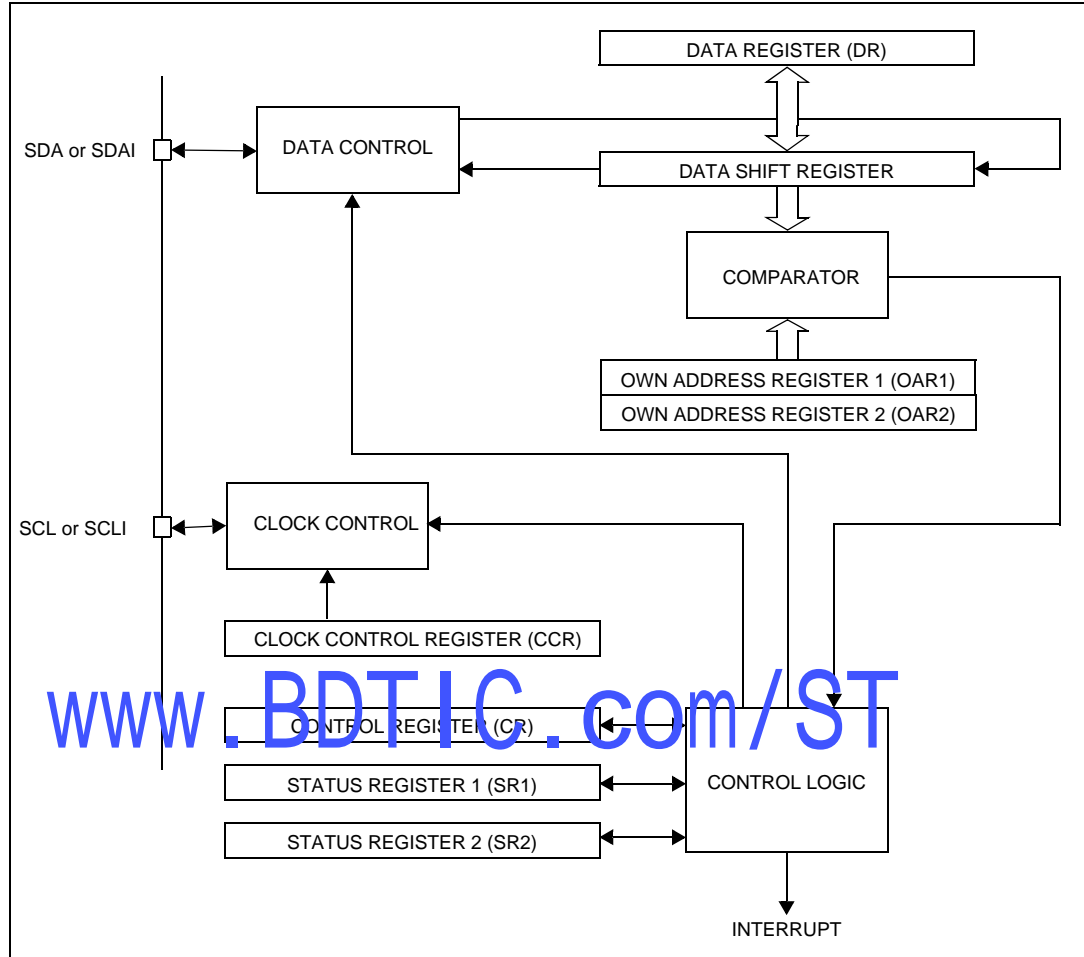 DATA REGISTER (DR)
SDA or SDAI
DATA CONTROL
DATA SHIFT REGISTER
COMPARATOR
OWN ADDRESS REGISTER 1 (OAR1)
OWN ADDRESS REGISTER 2 (OAR2)
SCL or SCLI
CLOCK CONTROL
CLOCK CONTROL REGISTER (CCR)
www.BDTIC.com/ST
CONTROL REGISTER (CR)
STATUS REGISTER 1 (SR1)
CONTROL LOGIC
STATUS REGISTER 2 (SR2)
INTERRUPT